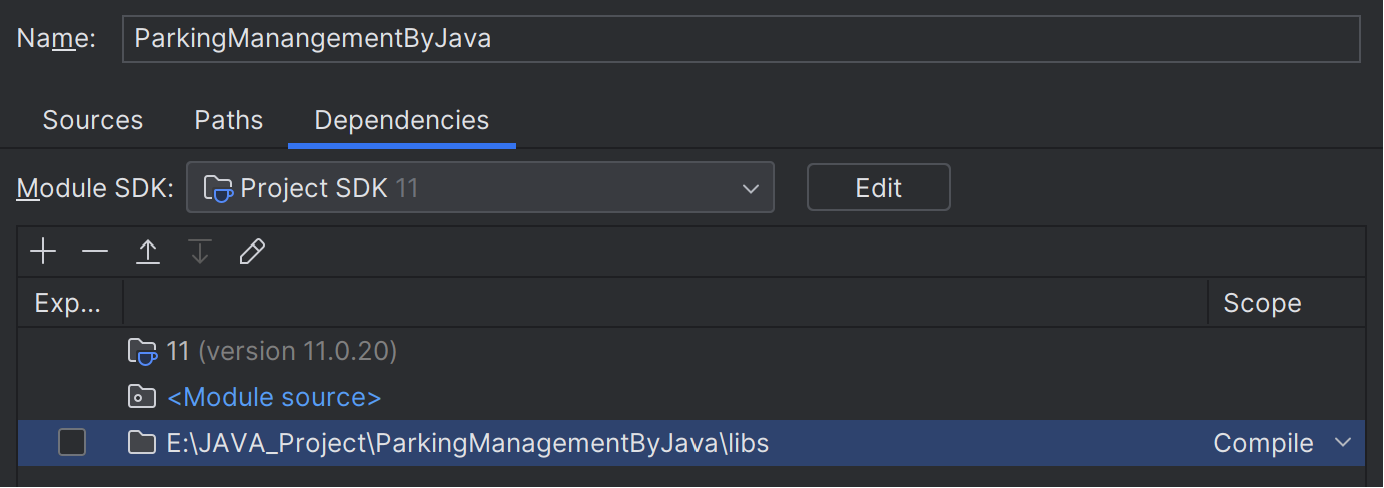 Name: ParkingManangementByJava
Sources Paths Dependencies
Module SDK: Project SDK 11 Edit
Exp... Scope
11 (version 11.0.20)
<Module source>
E:\JAVA_Project\ParkingManagementByJava\libs Compile